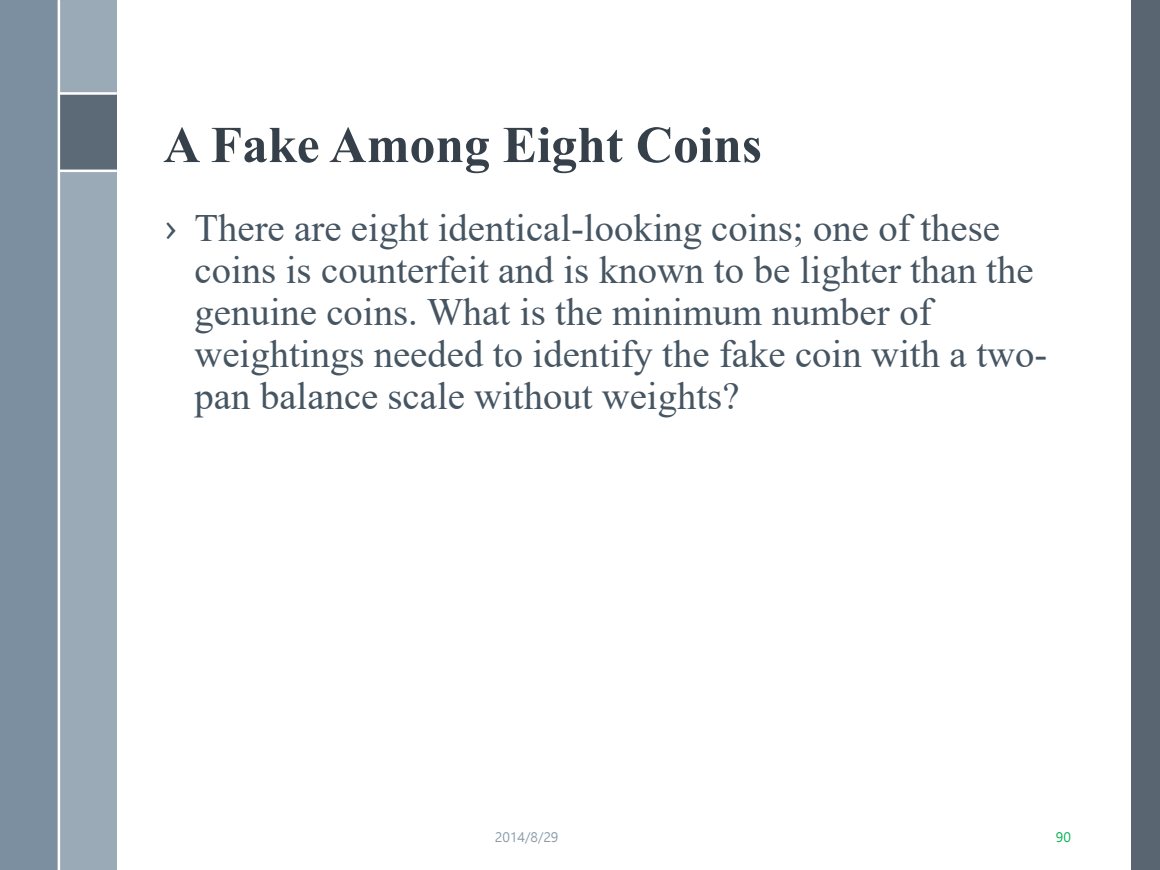 A Fake Among Eight Coins
› There are eight identical-looking coins; one of these
coins is counterfeit and is known to be lighter than the
genuine coins. What is the minimum number of
weightings needed to identify the fake coin with a two-
pan balance scale without weights?
2014/8/29
90